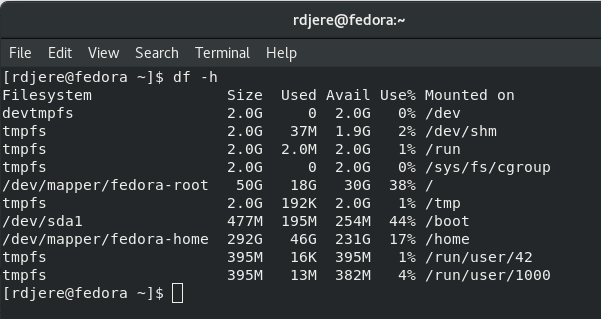 rdjere@fedora:~
File Edit View Search Terminal Help
[rdjere@fedora ~]$ df -h
Filesystem               Size  Used Avail Use% Mounted on
devtmpfs                 2.0G     0  2.0G   0% /dev
tmpfs                    2.0G   37M  1.9G   2% /dev/shm
tmpfs                    2.0G  2.0M  2.0G   1% /run
tmpfs                    2.0G     0  2.0G   0% /sys/fs/cgroup
/dev/mapper/fedora-root   50G   18G   30G  38% /
tmpfs                    2.0G  192K  2.0G   1% /tmp
/dev/sda1                477M  195M  254M  44% /boot
/dev/mapper/fedora-home  292G   46G  231G  17% /home
tmpfs                    395M   16K  395M   1% /run/user/42
tmpfs                    395M   13M  382M   4% /run/user/1000
[rdjere@fedora ~]$